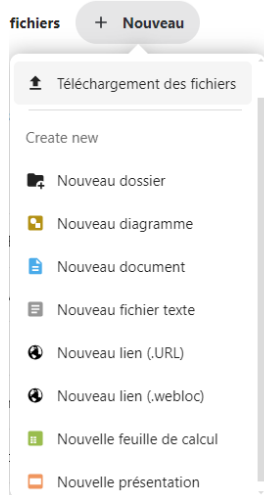 fichiers + Nouveau
Téléchargement des fichiers
Create new
Nouveau dossier
Nouveau diagramme
Nouveau document
Nouveau fichier texte
Nouveau lien (.URL)
Nouveau lien (.webloc)
Nouvelle feuille de calcul
Nouvelle présentation